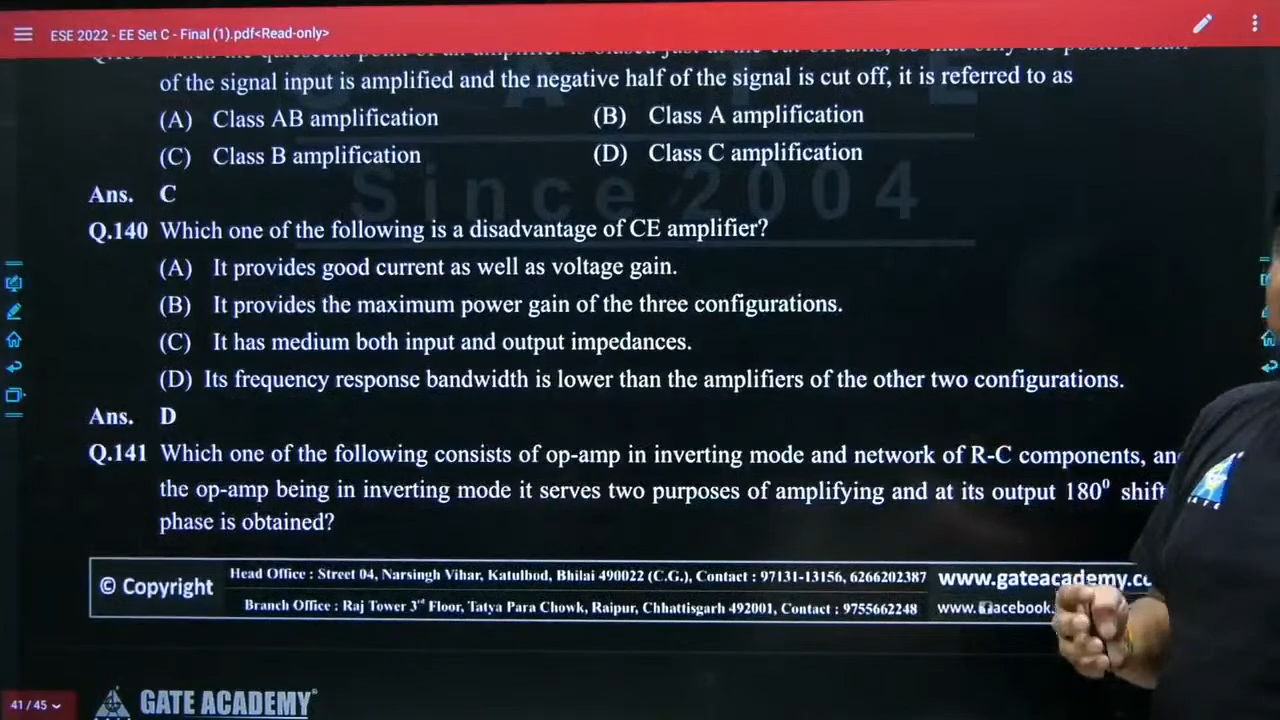 ESE 2022 - EE Set C - Final (1).pdf<Read-only>
of the signal input is amplified and the negative half of the signal is cut off, it is referred to as
(A) Class AB amplification (B) Class A amplification
(C) Class B amplification (D) Class C amplification
Ans. C
Since 2004
Q.140 Which one of the following is a disadvantage of CE amplifier?
(A) It provides good current as well as voltage gain.
(B) It provides the maximum power gain of the three configurations.
(C) It has medium both input and output impedances.
(D) Its frequency response bandwidth is lower than the amplifiers of the other two configurations.
Ans. D
Q.141 Which one of the following consists of op-amp in inverting mode and network of R-C components, an
the op-amp being in inverting mode it serves two purposes of amplifying and at its output 180⁰ shift
phase is obtained?
© Copyright
Head Office : Street 04, Narsingh Vihar, Katulbod, Bhilai 490022 (C.G.), Contact : 97131-13156, 6266202387 www.gateacademy.co
Branch Office : Raj Tower 3rd Floor, Tatya Para Chowk, Raipur, Chhattisgarh 492001, Contact : 9755662248 www.facebook.
41 / 45
GATE ACADEMY®